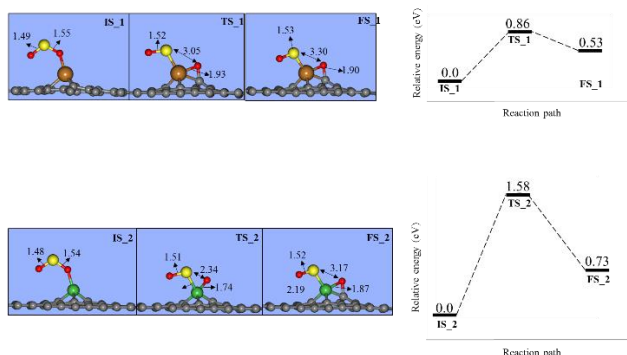 IS_1
1.49
1.55
TS_1
1.52
3.05
1.93
FS_1
1.53
3.30
1.90
Relative energy (eV)
0.0
IS_1
0.86
TS_1
0.53
FS_1
Reaction path
IS_2
1.48
1.54
TS_2
1.51
2.34
1.74
FS_2
1.52
3.17
2.19
1.87
Relative energy (eV)
0.0
IS_2
1.58
TS_2
0.73
FS_2
Reaction path